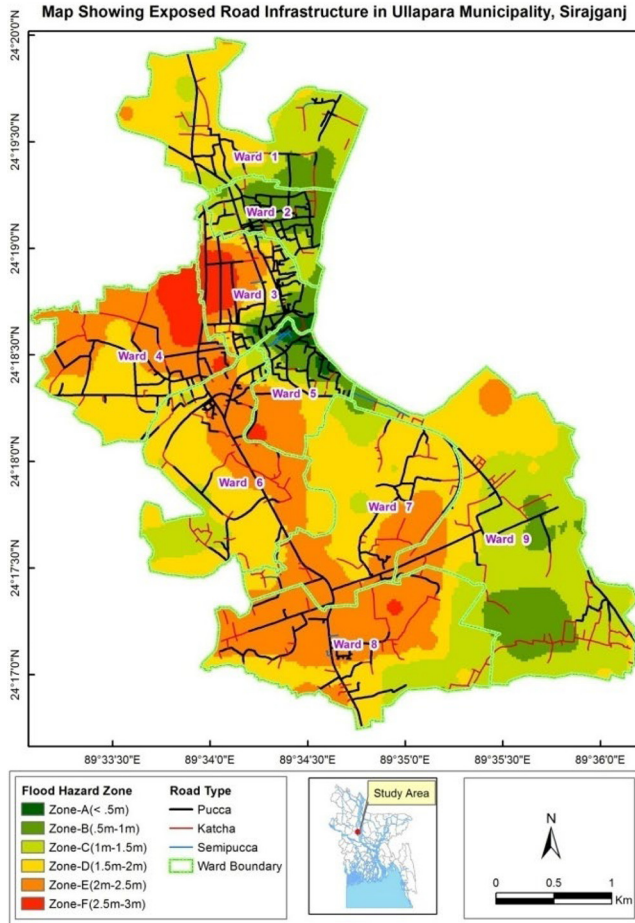 Map Showing Exposed Road Infrastructure in Ullapara Municipality, Sirajganj
24°20'0"N
24°19'30"N
24°19'0"N
24°18'30"N
24°18'0"N
24°17'30"N
24°17'0"N
Ward 1
Ward 2
Ward 3
Ward 4
Ward 5
Ward 6
Ward 7
Ward 9
Ward 8
89°33'30"E
89°34'0"E
89°34'30"E
89°35'0"E
89°35'30"E
89°36'0"E
Flood Hazard Zone
Zone-A(< .5m)
Zone-B(.5m-1m)
Zone-C(1m-1.5m)
Zone-D(1.5m-2m)
Zone-E(2m-2.5m)
Zone-F(2.5m-3m)
Road Type
Pucca
Katcha
Semipucca
Ward Boundary
Study Area
N
0 0.5 1
Km